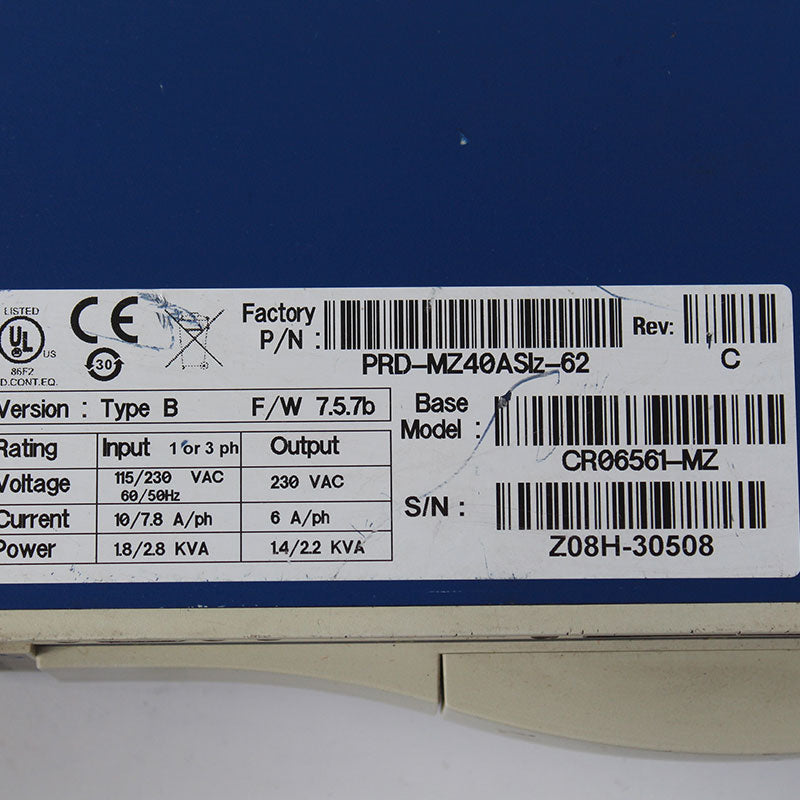 LISTED
UL US
86F2
D.CONT.EQ.
CE
30
Factory
P/N :
PRD-MZ40ASIz-62
Rev:
C
Version : Type B F/W 7.5.7b
Rating Input 1 or 3 ph Output
Voltage 115/230 VAC 230 VAC
60/50Hz
Current 10/7.8 A/ph 6 A/ph
Power 1.8/2.8 KVA 1.4/2.2 KVA
Base
Model :
CR06561-MZ
S/N :
Z08H-30508